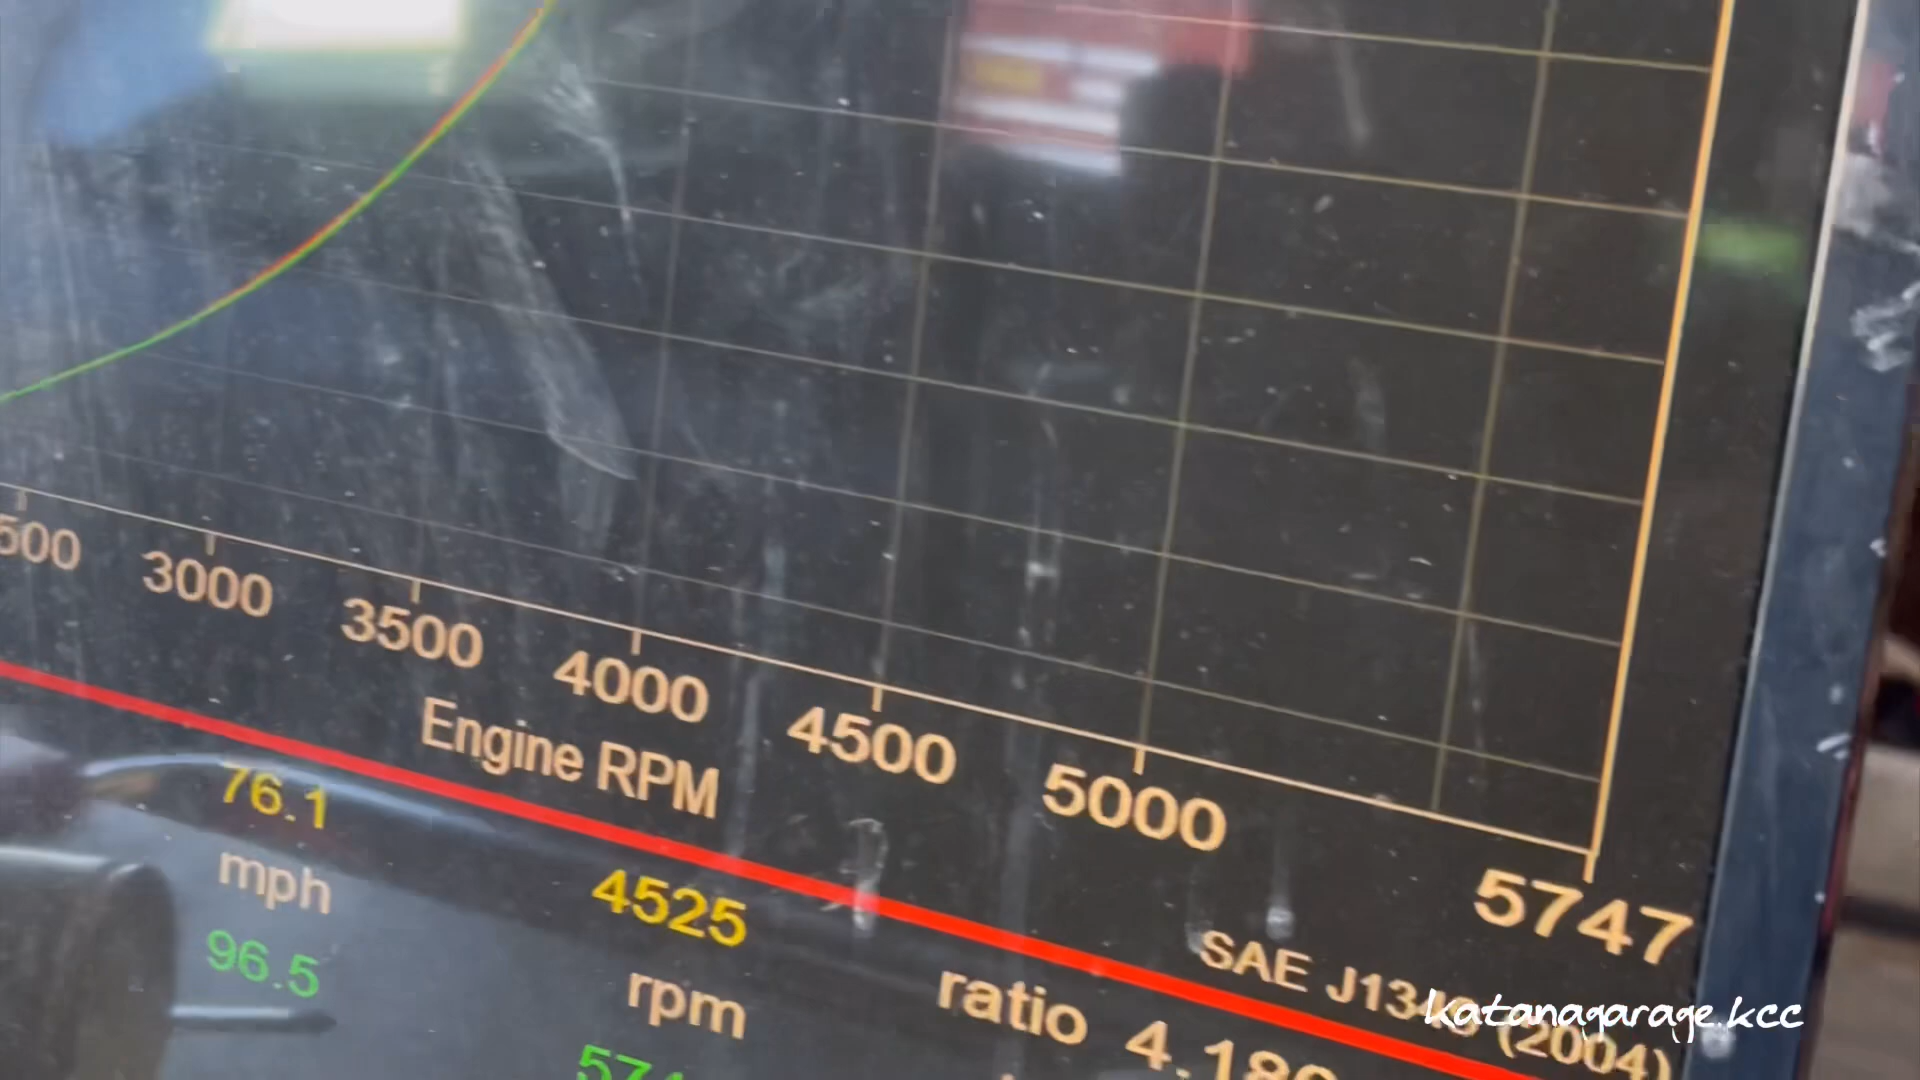 500 3000 3500 4000 4500 5000 5747
Engine RPM
76.1
mph
4525
96.5
rpm
SAE (2004)
ratio
katanagarage.kcc